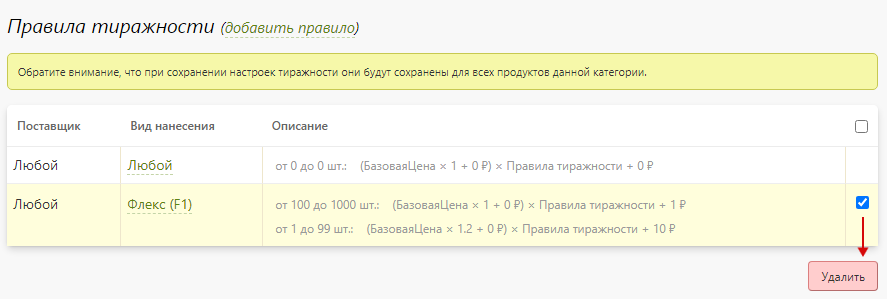 Правила тиражности (добавить правило)
Обратите внимание, что при сохранении настроек тиражности они будут сохранены для всех продуктов данной категории.
Поставщик Вид нанесения Описание
Любой Любой от 0 до 0 шт.: (БазоваяЦена × 1 + 0 ₽) × Правила тиражности + 0 ₽
Любой Флекс (F1) от 100 до 1000 шт.: (БазоваяЦена × 1 + 0 ₽) × Правила тиражности + 1 ₽
от 1 до 99 шт.: (БазоваяЦена × 1.2 + 0 ₽) × Правила тиражности + 10 ₽
Удалить